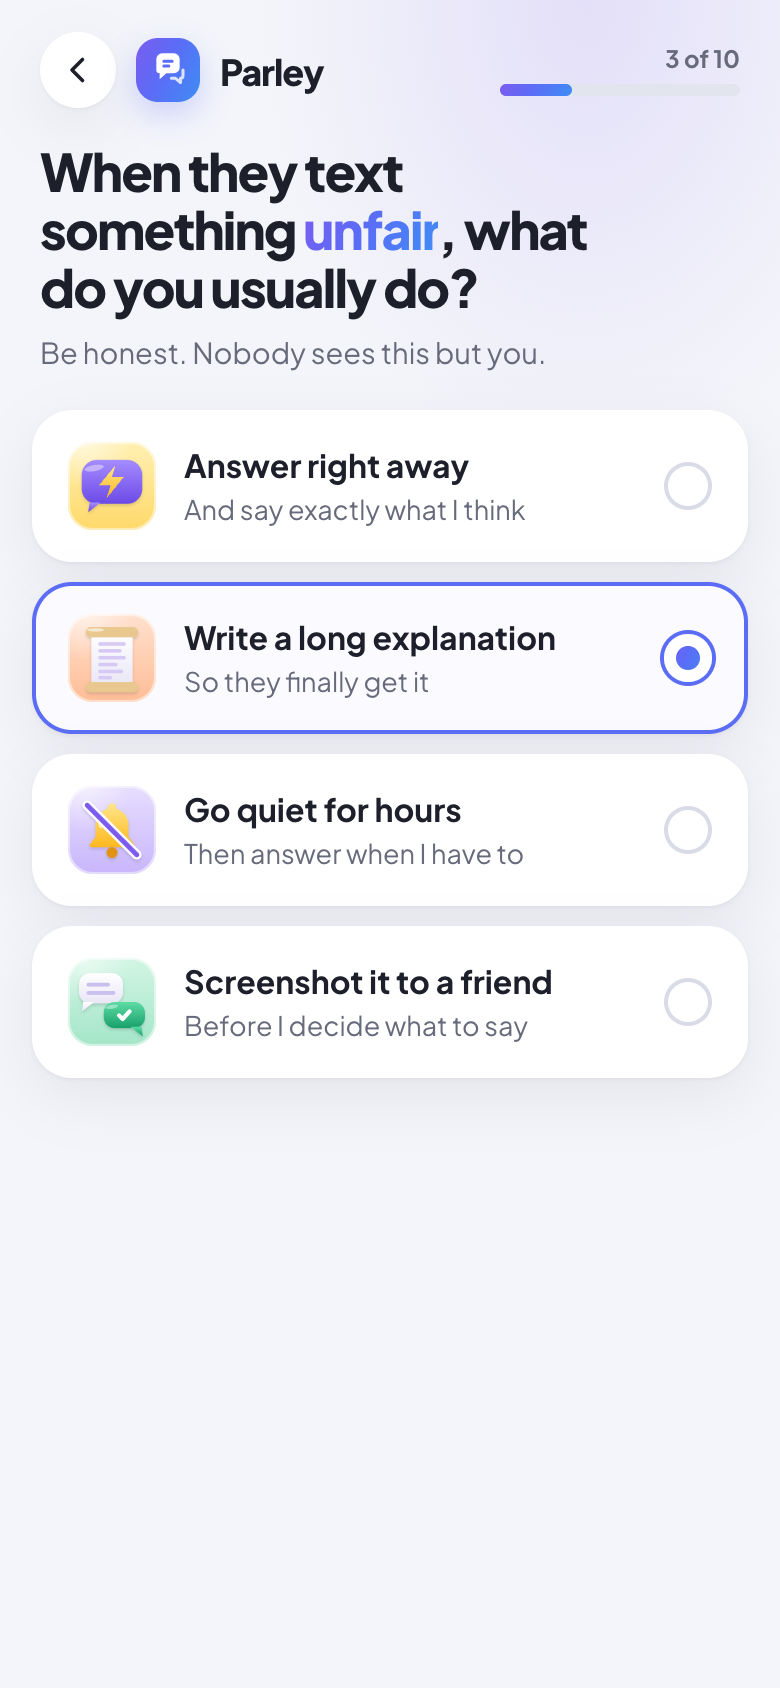 Parley
3 of 10
When they text
something unfair, what
do you usually do?
Be honest. Nobody sees this but you.
Answer right away
And say exactly what I think
Write a long explanation
So they finally get it
Go quiet for hours
Then answer when I have to
Screenshot it to a friend
Before I decide what to say